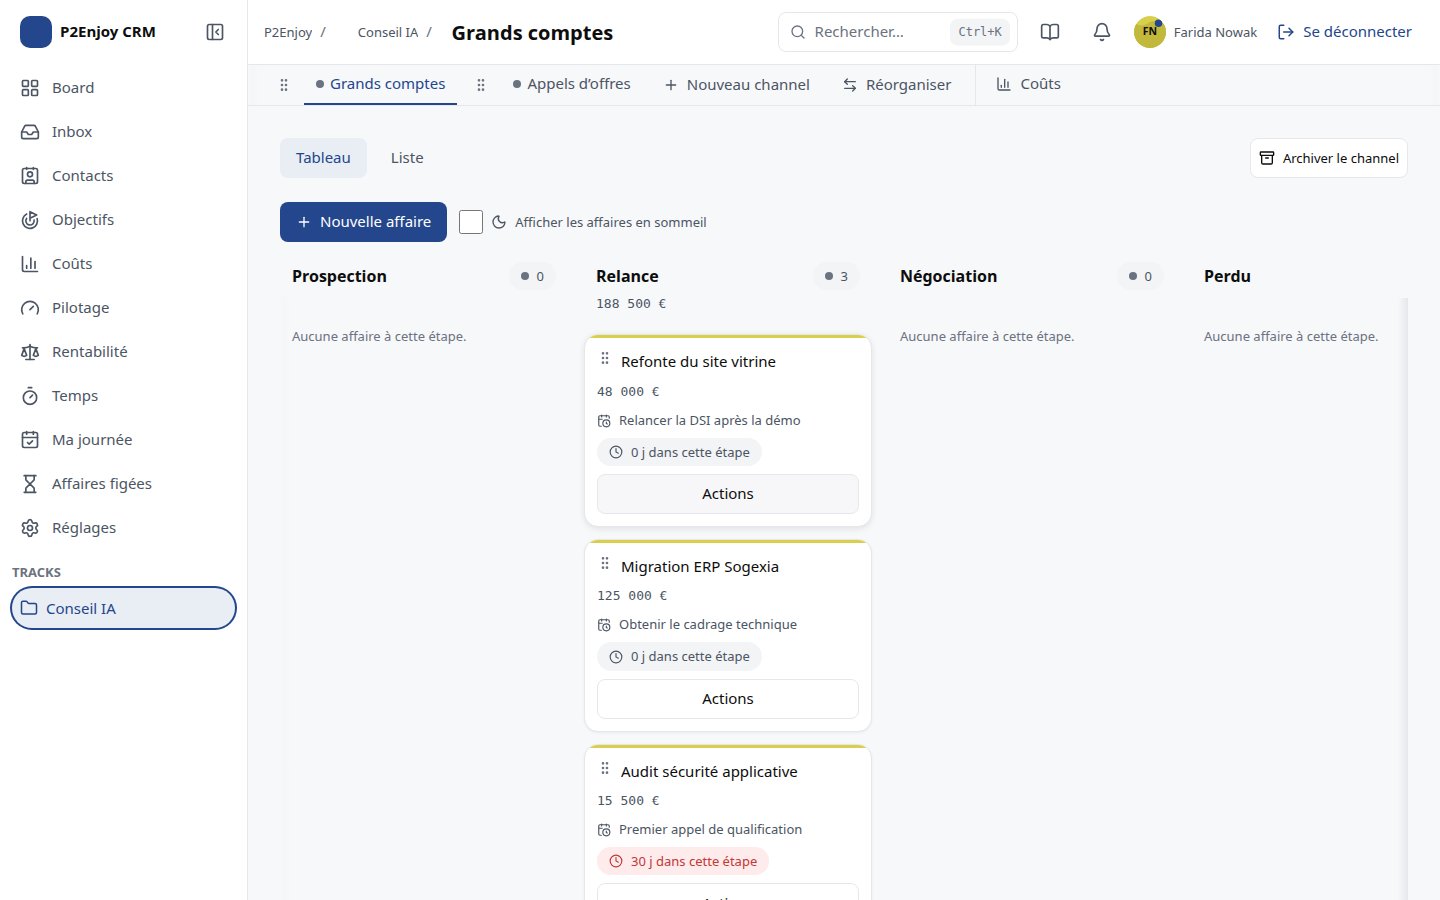 P2Enjoy CRM
Board
Inbox
Contacts
Objectifs
Coûts
Pilotage
Rentabilité
Temps
Ma journée
Affaires figées
Réglages
TRACKS
Conseil IA
P2Enjoy /
Conseil IA /
Grands comptes
Rechercher...
Ctrl+K
FN
Farida Nowak
Se déconnecter
Grands comptes
Appels d’offres
Nouveau channel
Réorganiser
Coûts
Tableau
Liste
Archiver le channel
Nouvelle affaire
Afficher les affaires en sommeil
Prospection
0
Aucune affaire à cette étape.
Relance
3
188 500 €
Refonte du site vitrine
48 000 €
Relancer la DSI après la démo
0 j dans cette étape
Actions
Migration ERP Sogexia
125 000 €
Obtenir le cadrage technique
0 j dans cette étape
Actions
Audit sécurité applicative
15 500 €
Premier appel de qualification
30 j dans cette étape
Négociation
0
Aucune affaire à cette étape.
Perdu
Aucune affaire à cette étape.